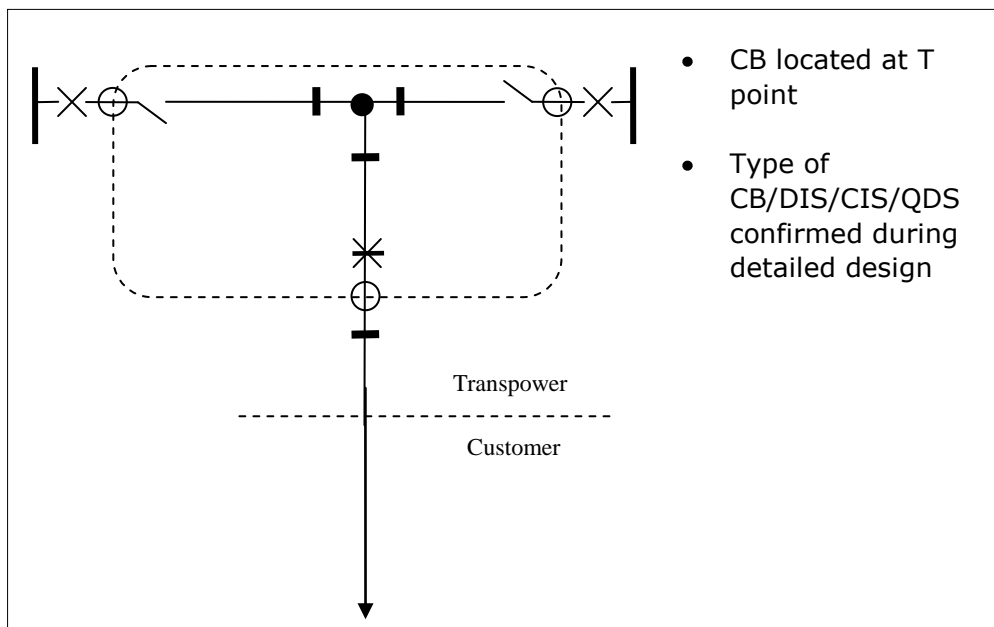 • CB located at T
point
• Type of
CB/DIS/CIS/QDS
confirmed during
detailed design
Transpower
Customer